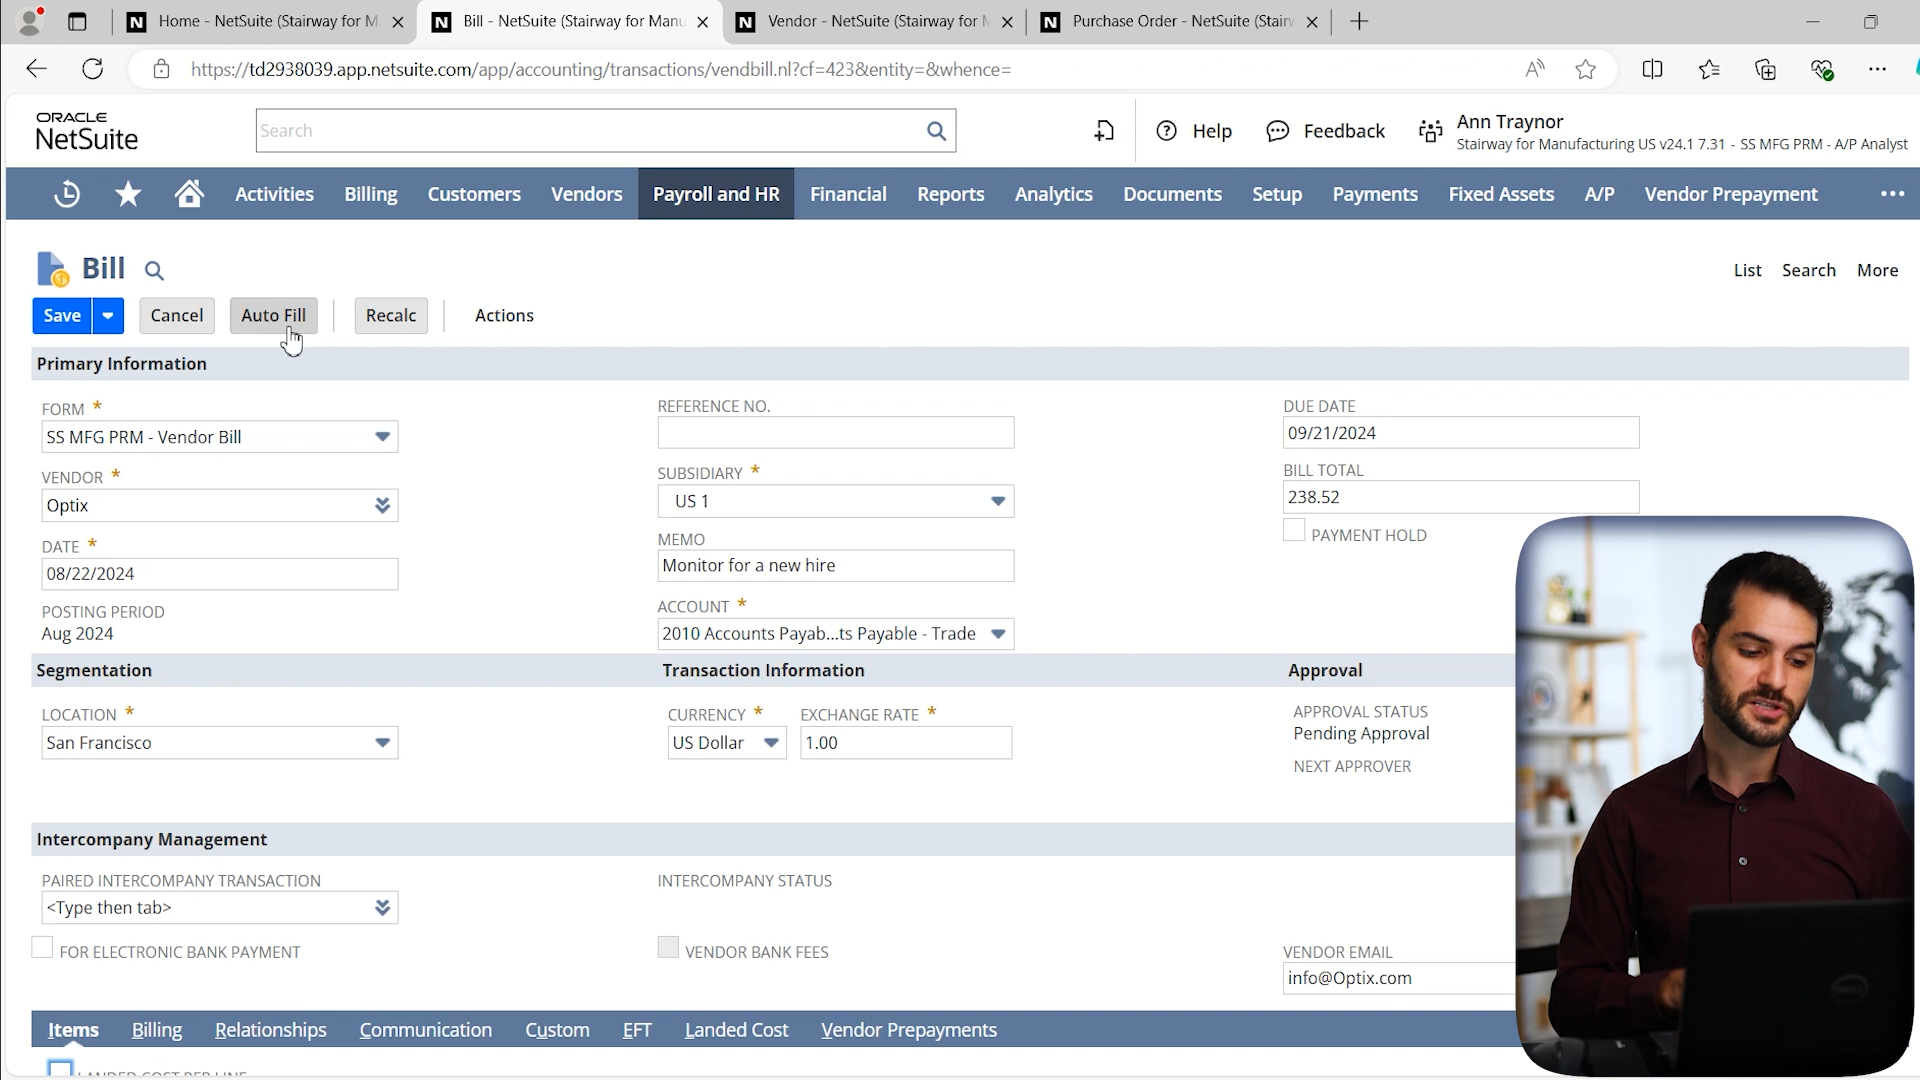 Home - NetSuite (Stairway for M
Bill - NetSuite (Stairway for Manu
Vendor - NetSuite (Stairway for M
Purchase Order - NetSuite (Stairw
https://td2938039.app.netsuite.com/app/accounting/transactions/vendbill.nl?cf=423&entity=&whence=
ORACLE
NetSuite
Search
Help
Feedback
Ann Traynor
Stairway for Manufacturing US v24.1 7.31 - SS MFG PRM - A/P Analyst
Activities Billing Customers Vendors Payroll and HR Financial Reports Analytics Documents Setup Payments Fixed Assets A/P Vendor Prepayment
Bill
List Search More
Save Cancel Auto Fill Recalc Actions
Primary Information
FORM *
SS MFG PRM - Vendor Bill
VENDOR *
Optix
DATE *
08/22/2024
POSTING PERIOD
Aug 2024
REFERENCE NO.
SUBSIDIARY *
US 1
MEMO
Monitor for a new hire
ACCOUNT *
2010 Accounts Payab...ts Payable - Trade
DUE DATE
09/21/2024
BILL TOTAL
238.52
PAYMENT HOLD
Segmentation
LOCATION *
San Francisco
Transaction Information
CURRENCY * EXCHANGE RATE *
US Dollar 1.00
Approval
APPROVAL STATUS
Pending Approval
NEXT APPROVER
Intercompany Management
PAIRED INTERCOMPANY TRANSACTION
<Type then tab>
FOR ELECTRONIC BANK PAYMENT
INTERCOMPANY STATUS
VENDOR BANK FEES
VENDOR EMAIL
info@Optix.com
Items Billing Relationships Communication Custom EFT Landed Cost Vendor Prepayments
LANDED COST PER LINE
DELL